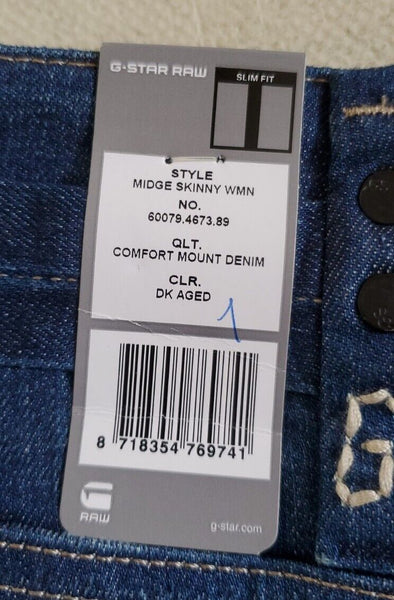 G-STAR RAW
SLIM FIT
STYLE
MIDGE SKINNY WMN
NO.
60079.4673.89
QLT.
COMFORT MOUNT DENIM
CLR.
DK AGED
1
8 718354 769741
G
RAW
g-star.com
G